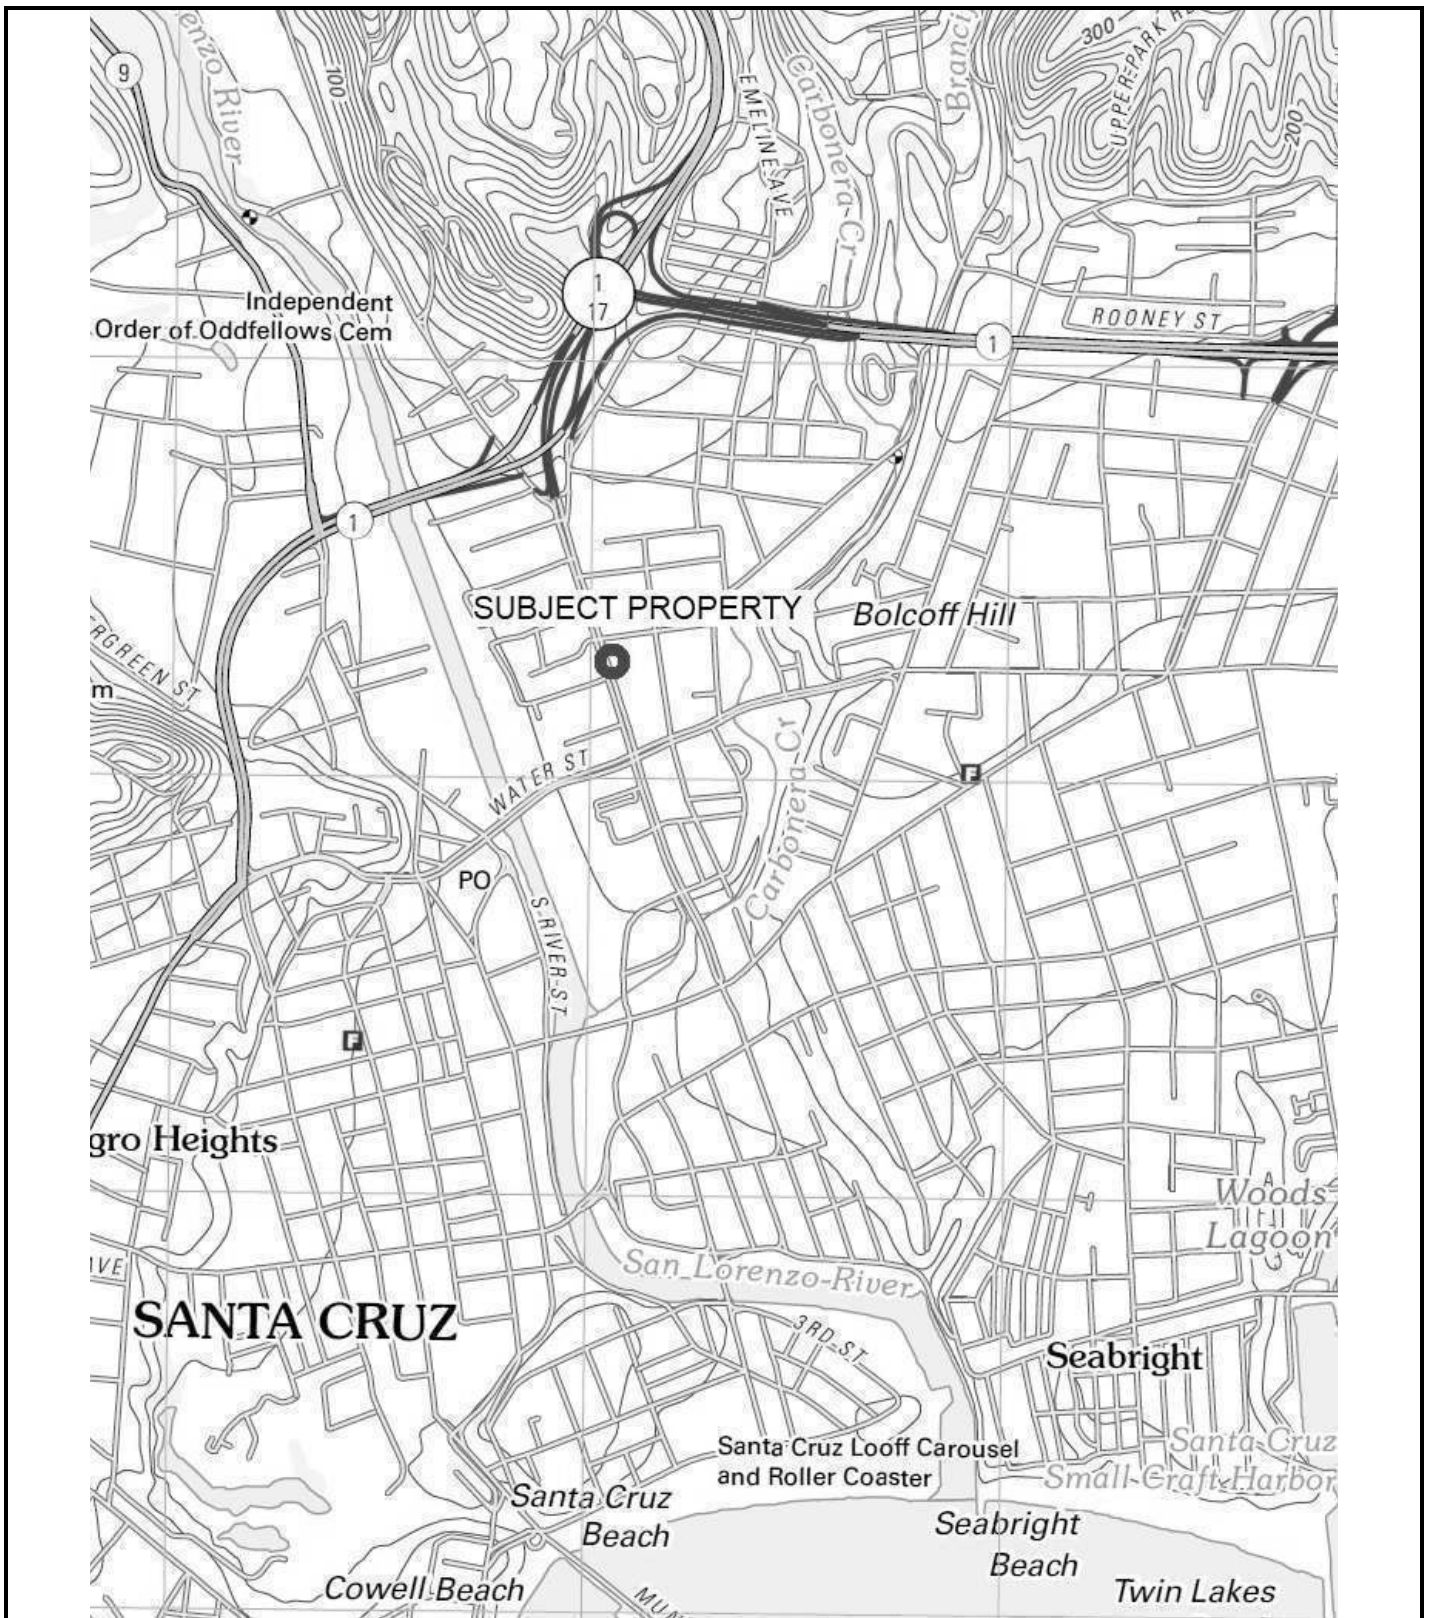 9
enzo River
100
EMELINE AVE
Carbonera Cr
Branci
300
UPPER PARK R
200
1
17
Independent
Order of Oddfellows Cem
ROONEY ST
1
1
SUBJECT PROPERTY
Bolcoff Hill
ERGREEN ST
m
WATER ST
Carbonera Cr
F
PO
S RIVER ST
F
gro Heights
Woods
Lagoon
San Lorenzo River
AVE
SANTA CRUZ
3RD ST
Seabright
Santa Cruz Looff Carousel
and Roller Coaster
Santa Cruz
Small Craft Harbor
Santa Cruz
Beach
Seabright
Beach
Cowell Beach
MUN
Twin Lakes